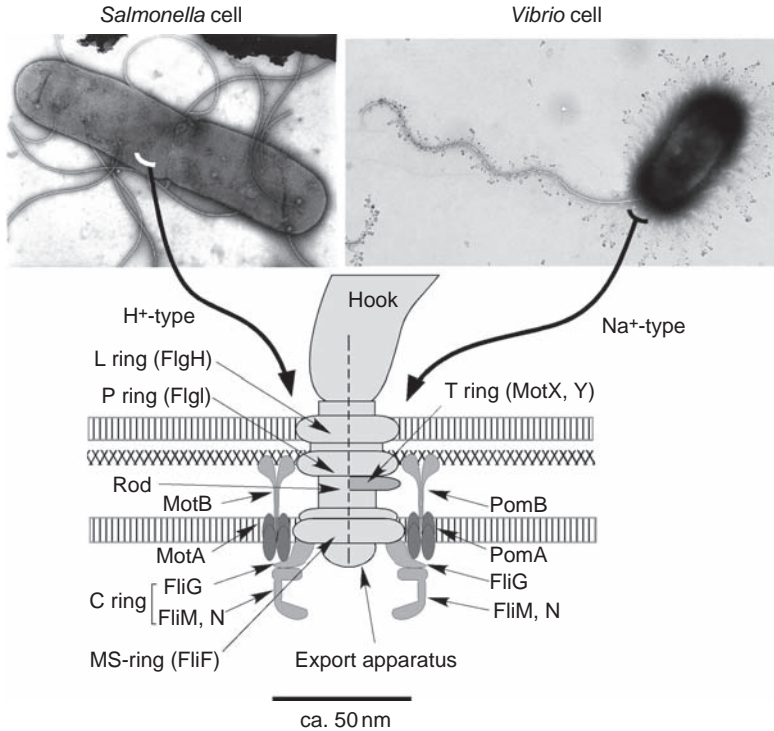 Salmonella cell
Vibrio cell
Hook
H+-type
Na+-type
L ring (FlgH)
P ring (FlgI)
T ring (MotX, Y)
Rod
MotB
PomB
MotA
PomA
FliG
FliG
C ring
FliM, N
FliM, N
MS-ring (FliF)
Export apparatus
ca. 50 nm